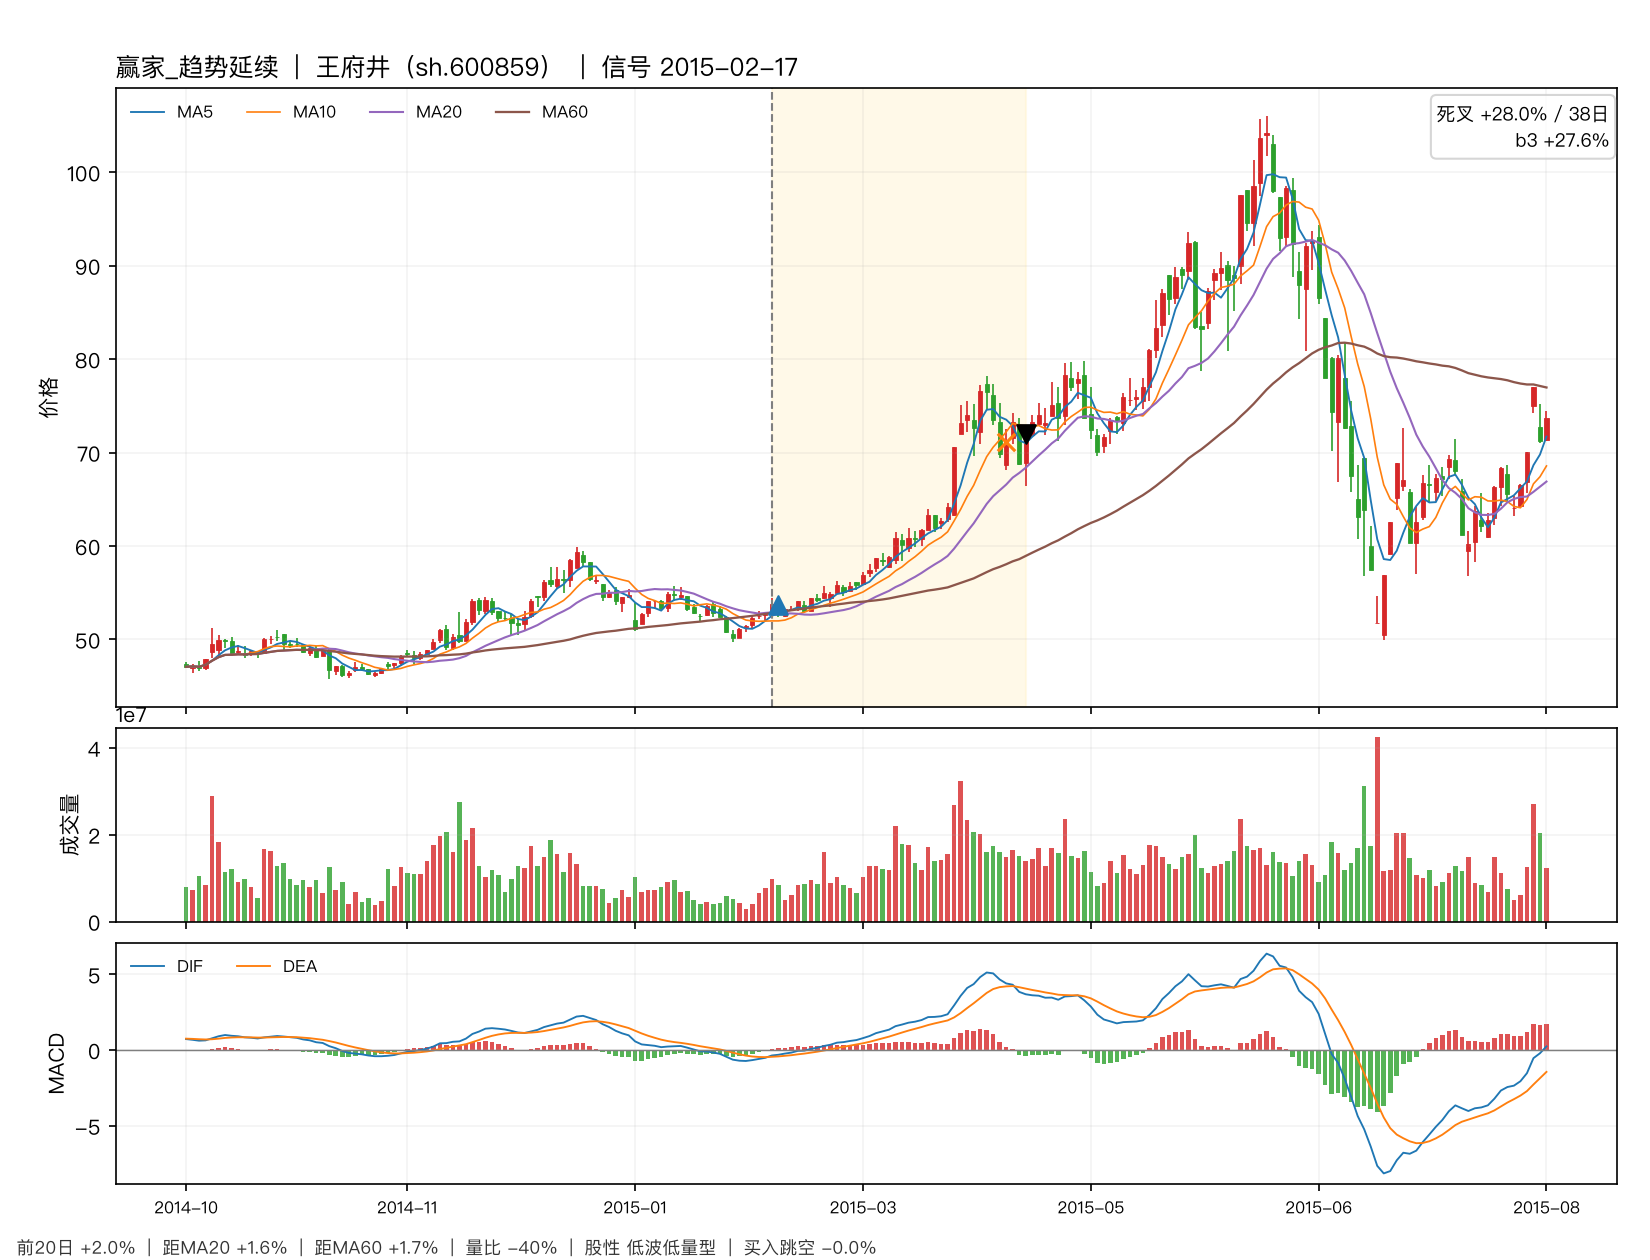 赢家_趋势延续 | 王府井（sh.600859） | 信号 2015-02-17
MA5 MA10 MA20 MA60
死叉 +28.0% / 38日
b3 +27.6%
价格
100
90
80
70
60
50
1e7
成交量
4
2
0
DIF DEA
MACD
5
0
−5
2014-10 2014-11 2015-01 2015-03 2015-05 2015-06 2015-08
前20日 +2.0% | 距MA20 +1.6% | 距MA60 +1.7% | 量比 -40% | 股性 低波低量型 | 买入跳空 -0.0%